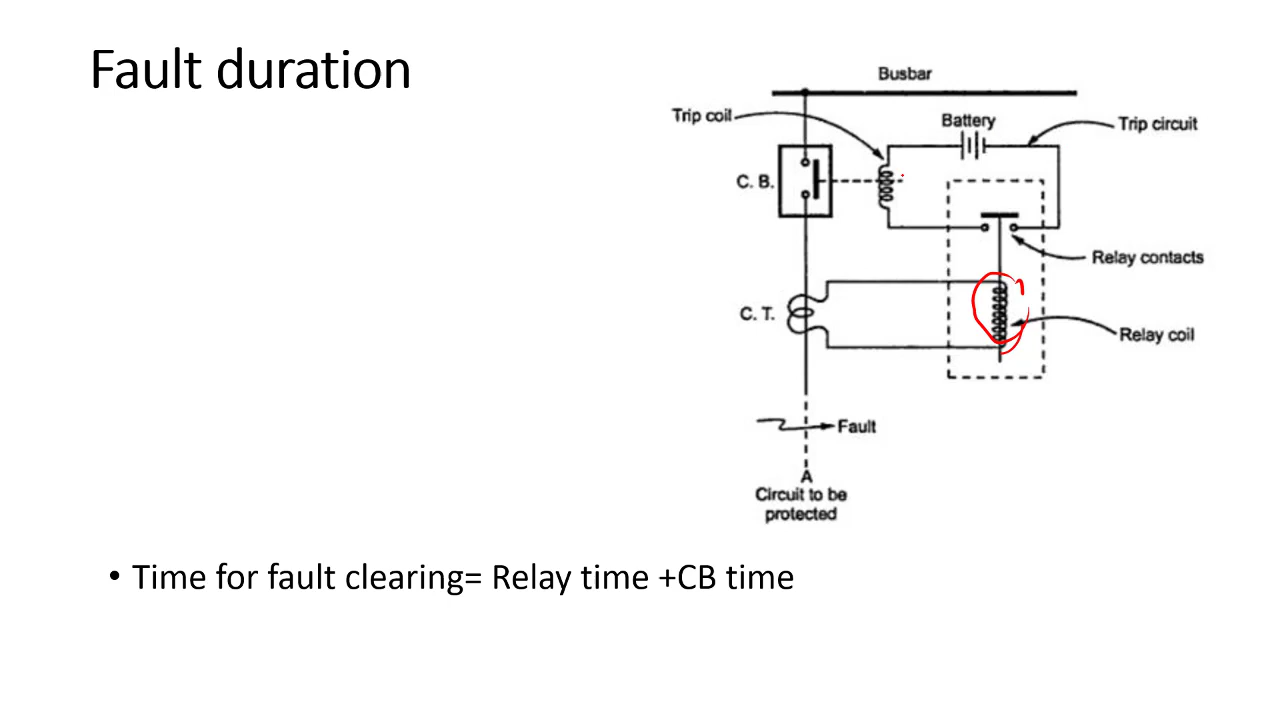 Fault duration
Busbar
Trip coil
Battery
Trip circuit
C. B.
Relay contacts
C. T.
Relay coil
Fault
A
Circuit to be
protected
• Time for fault clearing= Relay time +CB time